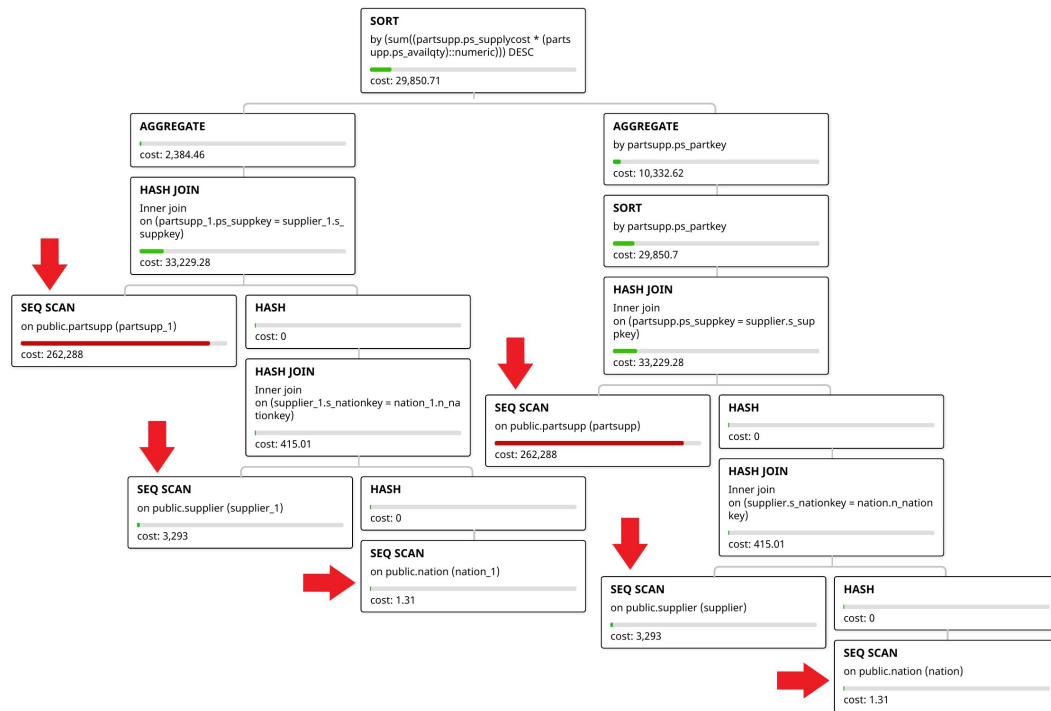 SORT
by (sum((partsupp.ps_supplycost * (parts
upp.ps_availqty)::numeric))) DESC
cost: 29,850.71
AGGREGATE
cost: 2,384.46
HASH JOIN
Inner join
on (partsupp_1.ps_suppkey = supplier_1.s_
suppkey)
cost: 33,229.28
SEQ SCAN
on public.partsupp (partsupp_1)
cost: 262,288
HASH
cost: 0
HASH JOIN
Inner join
on (supplier_1.s_nationkey = nation_1.n_na
tionkey)
cost: 415.01
SEQ SCAN
on public.supplier (supplier_1)
cost: 3,293
HASH
cost: 0
SEQ SCAN
on public.nation (nation_1)
cost: 1.31
AGGREGATE
by partsupp.ps_partkey
cost: 10,332.62
SORT
by partsupp.ps_partkey
cost: 29,850.7
HASH JOIN
Inner join
on (partsupp.ps_suppkey = supplier.s_sup
pkey)
cost: 33,229.28
SEQ SCAN
on public.partsupp (partsupp)
cost: 262,288
HASH
cost: 0
HASH JOIN
Inner join
on (supplier.s_nationkey = nation.n_nation
key)
cost: 415.01
SEQ SCAN
on public.supplier (supplier)
cost: 3,293
HASH
cost: 0
SEQ SCAN
on public.nation (nation)
cost: 1.31